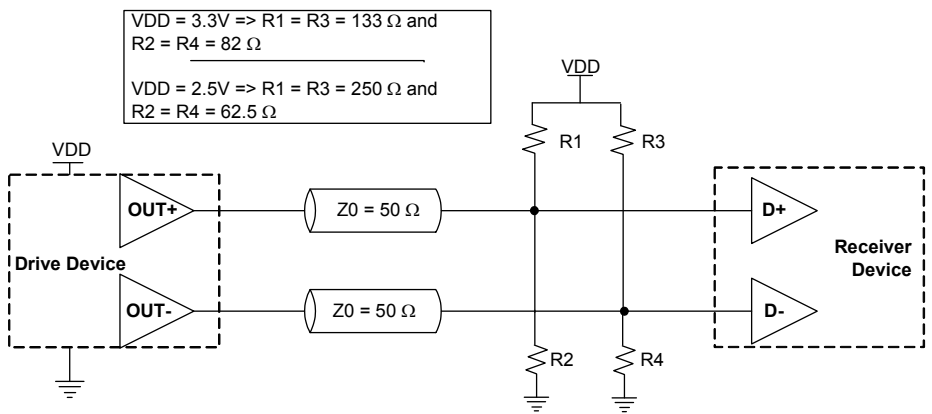 VDD = 3.3V => R1 = R3 = 133 Ω and
R2 = R4 = 82 Ω
VDD = 2.5V => R1 = R3 = 250 Ω and
R2 = R4 = 62.5 Ω
VDD
R1
R3
VDD
OUT+
Z0 = 50 Ω
D+
Drive Device
Receiver
Device
OUT-
Z0 = 50 Ω
D-
R2
R4